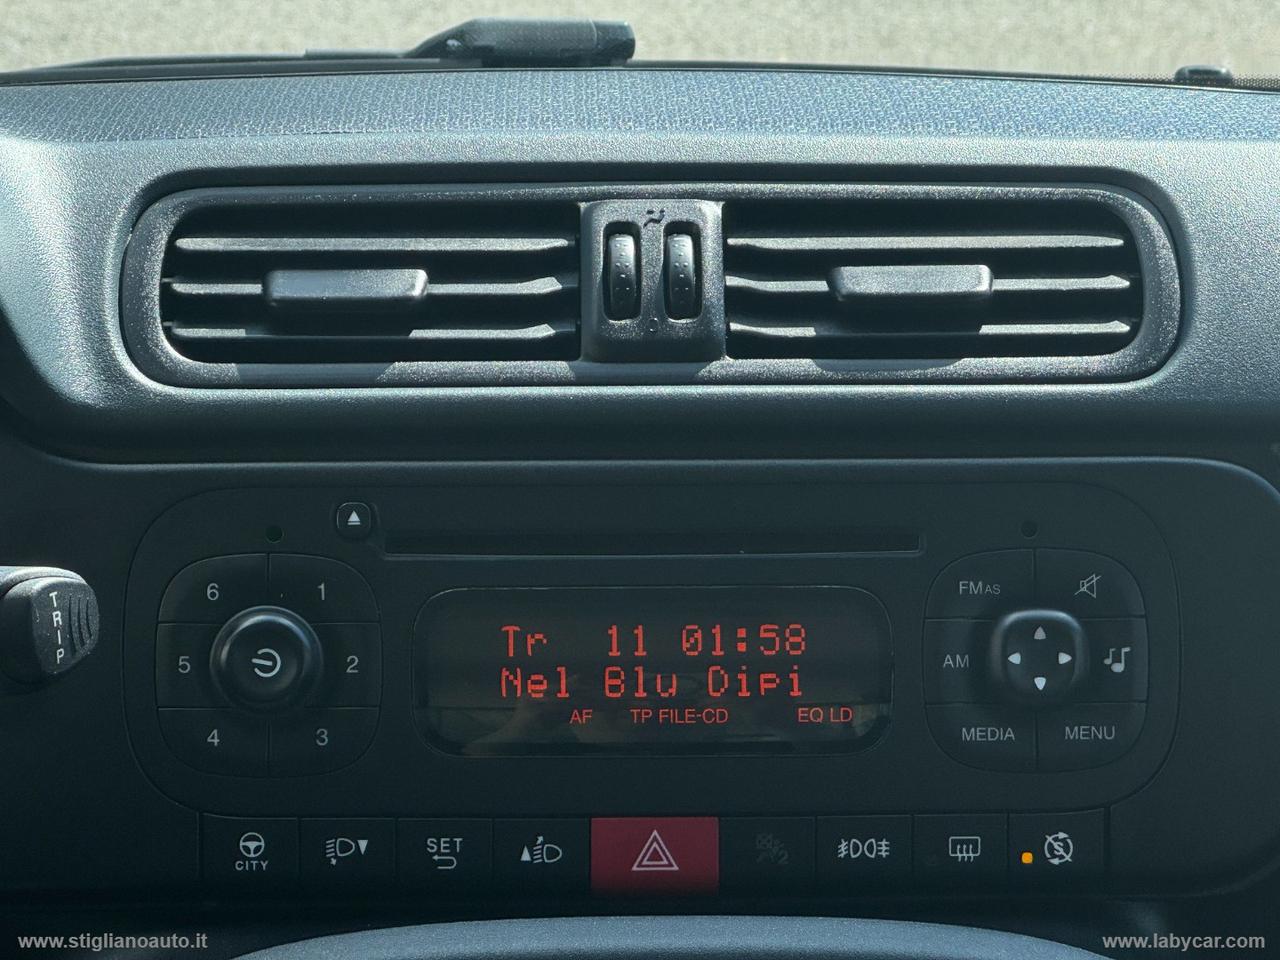 6 1
5 2
4 3
TRIP
Tr 11 01:58
Nel Blu Dipi
AF TP FILE-CD EQ LD
FM AS
AM
MEDIA MENU
CITY
SET
2
www.stiglianoauto.it
www.labycar.com